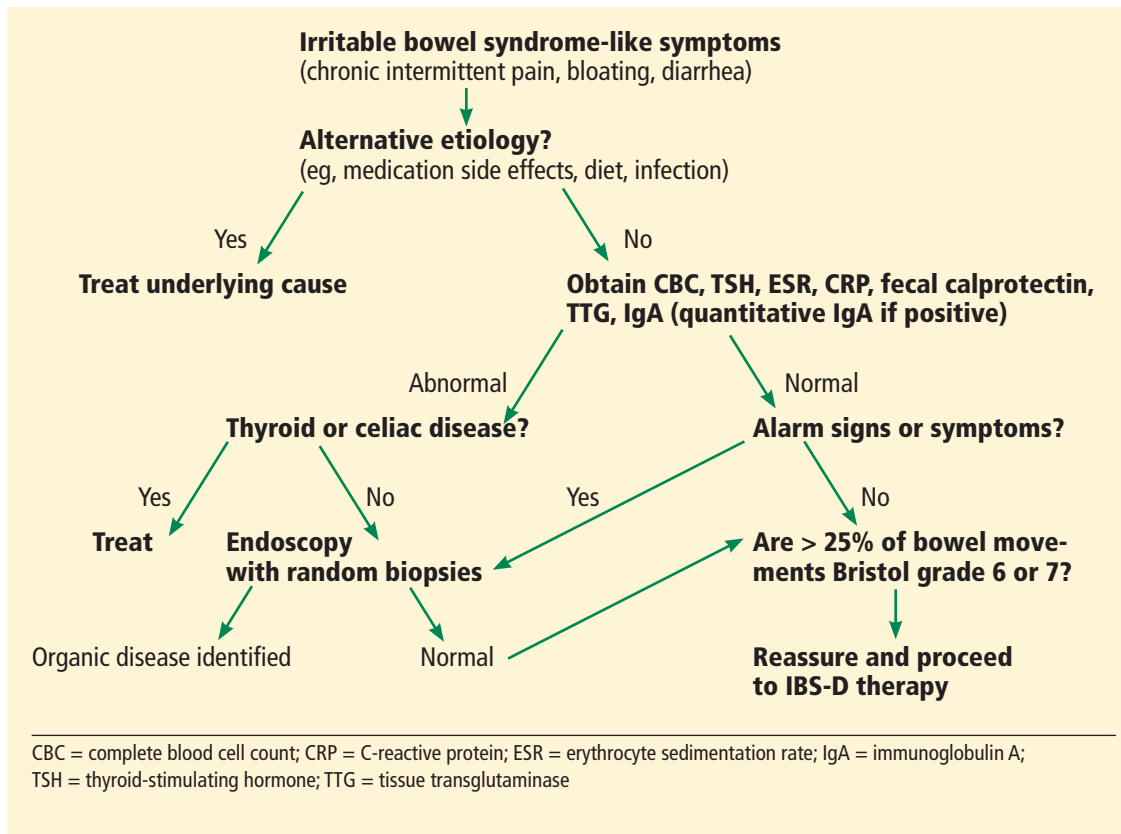 Irritable bowel syndrome-like symptoms
(chronic intermittent pain, bloating, diarrhea)
Alternative etiology?
(eg, medication side effects, diet, infection)
Yes
No
Treat underlying cause
Obtain CBC, TSH, ESR, CRP, fecal calprotectin,
TTG, IgA (quantitative IgA if positive)
Abnormal
Normal
Thyroid or celiac disease?
Alarm signs or symptoms?
Yes
No
Yes
No
Treat
Endoscopy
with random biopsies
Are > 25% of bowel move-
ments Bristol grade 6 or 7?
Organic disease identified
Normal
Reassure and proceed
to IBS-D therapy
CBC = complete blood cell count; CRP = C-reactive protein; ESR = erythrocyte sedimentation rate; IgA = immunoglobulin A;
TSH = thyroid-stimulating hormone; TTG = tissue transglutaminase